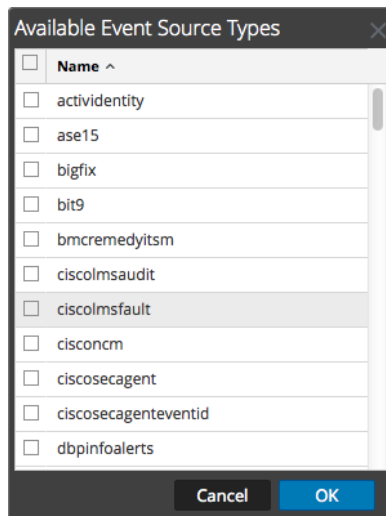 Available Event Source Types
Name
actividentity
ase15
bigfix
bit9
bmcremedyitsm
ciscolmsaudit
ciscolmsfault
cisconcm
ciscosecagent
ciscosecagenteventid
dbpinfoalerts
Cancel OK